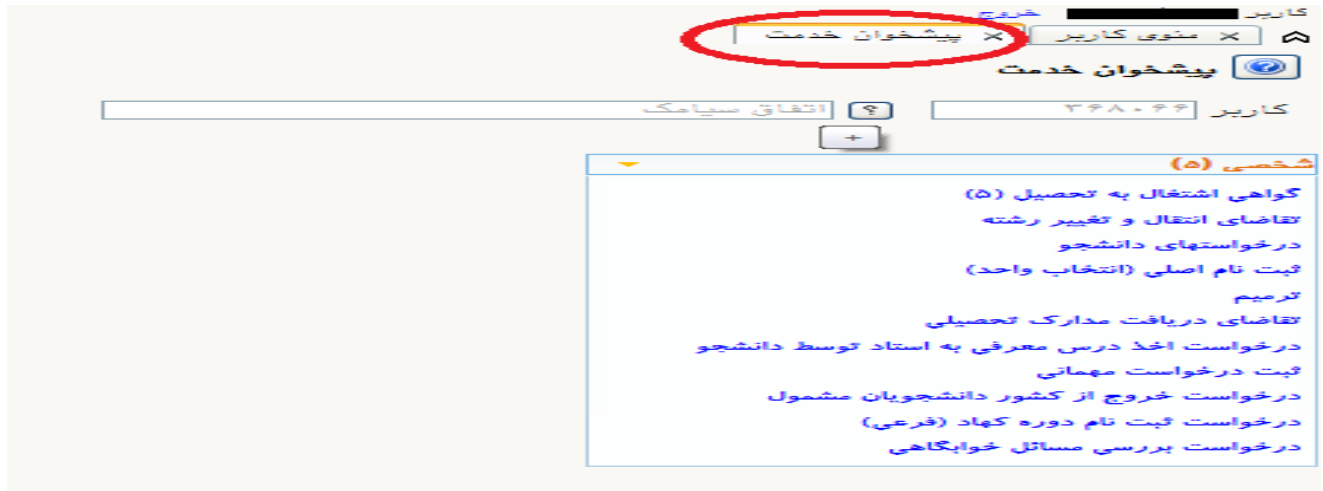 کاربر خروج
منوی کاربر × پیشخوان خدمت ×
پیشخوان خدمت
کاربر ۳۶۸۰۶۶ ؟ اتفاق سیامک
+
شخصی (۵)
گواهی اشتغال به تحصیل (۵)
تقاضای انتقال و تغییر رشته
درخواستهای دانشجو
ثبت نام اصلی (انتخاب واحد)
ترمیم
تقاضای دریافت مدارک تحصیلی
درخواست اخذ درس معرفی به استاد توسط دانشجو
ثبت درخواست مهمانی
درخواست خروج از کشور دانشجویان مشمول
درخواست ثبت نام دوره کهاد (فرعی)
درخواست بررسی مسائل خوابگاهی